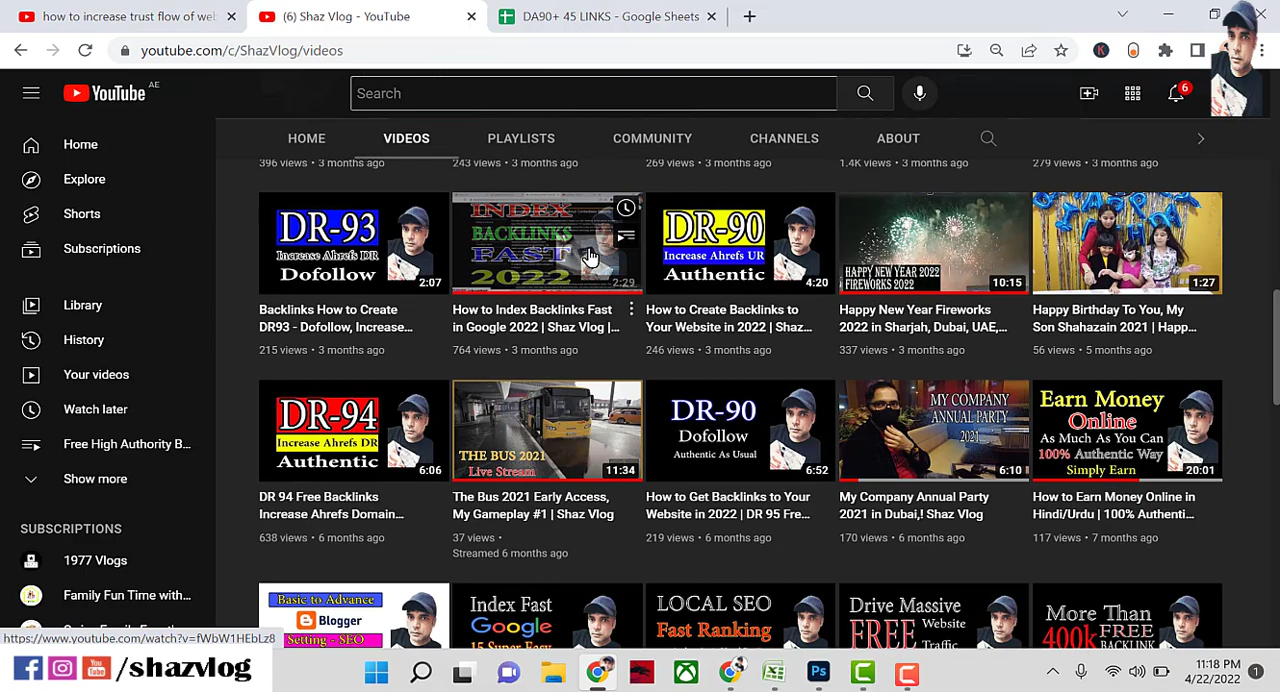 how to increase trust flow of we
(6) Shaz Vlog - YouTube
DA90+ 45 LINKS - Google Sheets
youtube.com/c/ShazVlog/videos
YouTube AE
Search
6
HOME VIDEOS PLAYLISTS COMMUNITY CHANNELS ABOUT
Home
Explore
Shorts
Subscriptions
Library
History
Your videos
Watch later
Free High Authority B...
Show more
SUBSCRIPTIONS
1977 Vlogs
Family Fun Time with...
396 views • 3 months ago
243 views • 3 months ago
269 views • 3 months ago
1.4K views • 3 months ago
279 views • 3 months ago
DR-93
Increase Ahrefs DR
Dofollow
2:07
INDEX
BACKLINKS
FAST
2022
2:29
DR-90
Increase Ahrefs UR
Authentic
4:20
HAPPY NEW YEAR 2022
FIREWORKS 2022
10:15
1:27
Backlinks How to Create
DR93 - Dofollow, Increase...
215 views • 3 months ago
How to Index Backlinks Fast
in Google 2022 | Shaz Vlog |...
764 views • 3 months ago
How to Create Backlinks to
Your Website in 2022 | Shaz...
246 views • 3 months ago
Happy New Year Fireworks
2022 in Sharjah, Dubai, UAE,...
337 views • 3 months ago
Happy Birthday To You, My
Son Shahazain 2021 | Happ...
56 views • 5 months ago
DR-94
Increase Ahrefs DR
Authentic
6:06
THE BUS 2021
Live Stream
11:34
DR-90
Dofollow
Authentic As Usual
6:52
MY COMPANY
ANNUAL PARTY
2021
6:10
Earn Money
Online
As Much As You Can
100% Authentic Way
Simply Earn
20:01
DR 94 Free Backlinks
Increase Ahrefs Domain...
638 views • 6 months ago
The Bus 2021 Early Access,
My Gameplay #1 | Shaz Vlog
37 views •
Streamed 6 months ago
How to Get Backlinks to Your
Website in 2022 | DR 95 Fre...
219 views • 6 months ago
My Company Annual Party
2021 in Dubai,! Shaz Vlog
170 views • 6 months ago
How to Earn Money Online in
Hindi/Urdu | 100% Authenti...
117 views • 7 months ago
Basic to Advance
Blogger
Setting - SEO
Index Fast
Google
15 Super Easy
LOCAL SEO
Fast Ranking
Drive Massive
Website
FREE
Traffic
More Than
400k FREE
BACKLINK
https://www.youtube.com/watch?v=fWbW1HEbLz8
You Tube
/shazvlog
11:18 PM
4/22/2022
1